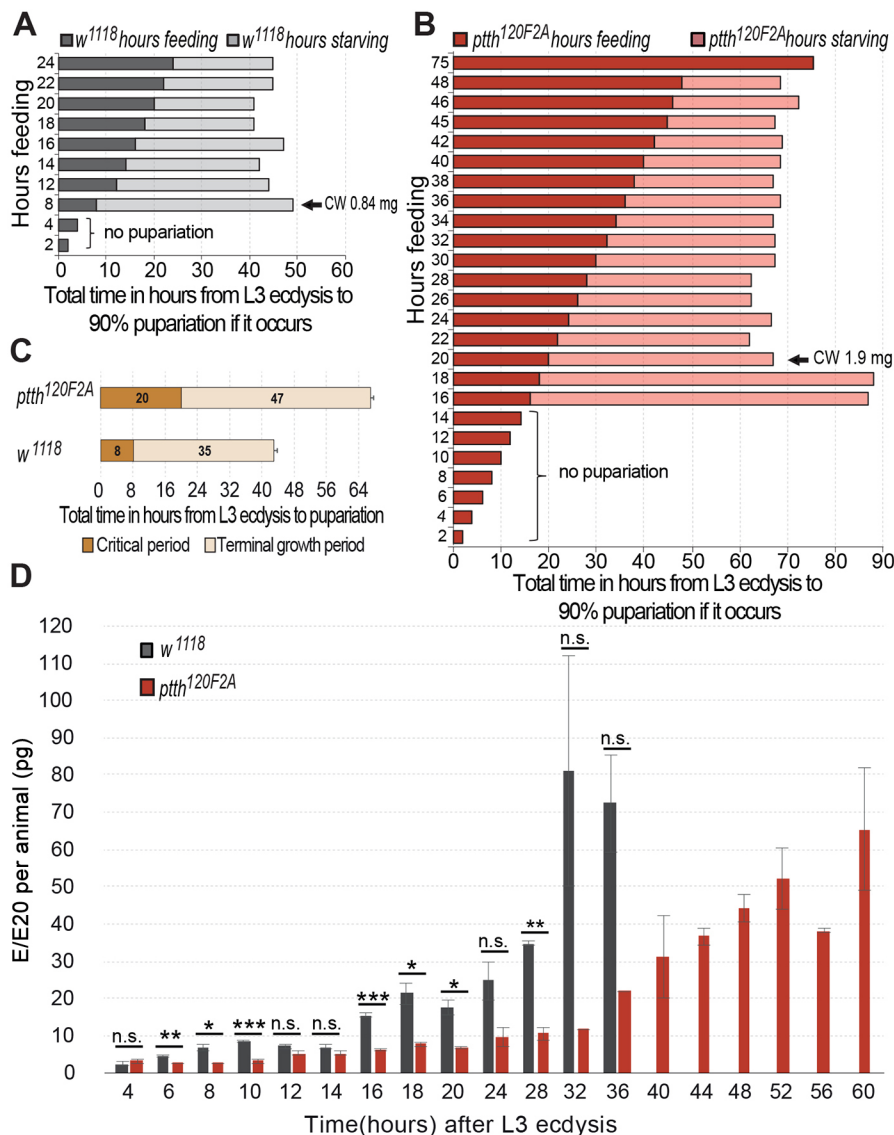 A
w1118 hours feeding w1118 hours starving
Hours feeding
24
22
20
18
16
14
12
8
4
2
CW 0.84 mg
no pupariation
0 10 20 30 40 50 60
Total time in hours from L3 ecdysis to
90% pupariation if it occurs
B
ptth120F2A hours feeding ptth120F2A hours starving
Hours feeding
75
48
46
45
42
40
38
36
34
32
30
28
26
24
22
20
18
16
14
12
10
8
6
4
2
CW 1.9 mg
no pupariation
0 10 20 30 40 50 60 70 80 90
Total time in hours from L3 ecdysis to
90% pupariation if it occurs
C
ptth120F2A 20 47
w1118 8 35
0 8 16 24 32 40 48 56 64
Total time in hours from L3 ecdysis to pupariation
Critical period Terminal growth period
D
w1118
ptth120F2A
E/E20 per animal (pg)
120
110
100
90
80
70
60
50
40
30
20
10
0
n.s. ** * *** n.s. n.s. *** * * n.s. ** n.s. n.s.
4 6 8 10 12 14 16 18 20 24 28 32 36 40 44 48 52 56 60
Time(hours) after L3 ecdysis